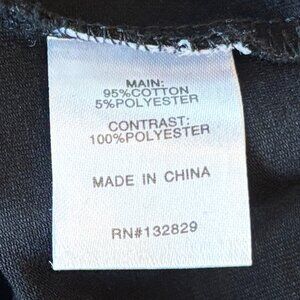 MAIN:
95%COTTON
5%POLYESTER
CONTRAST:
100%POLYESTER
MADE IN CHINA
RN#132829